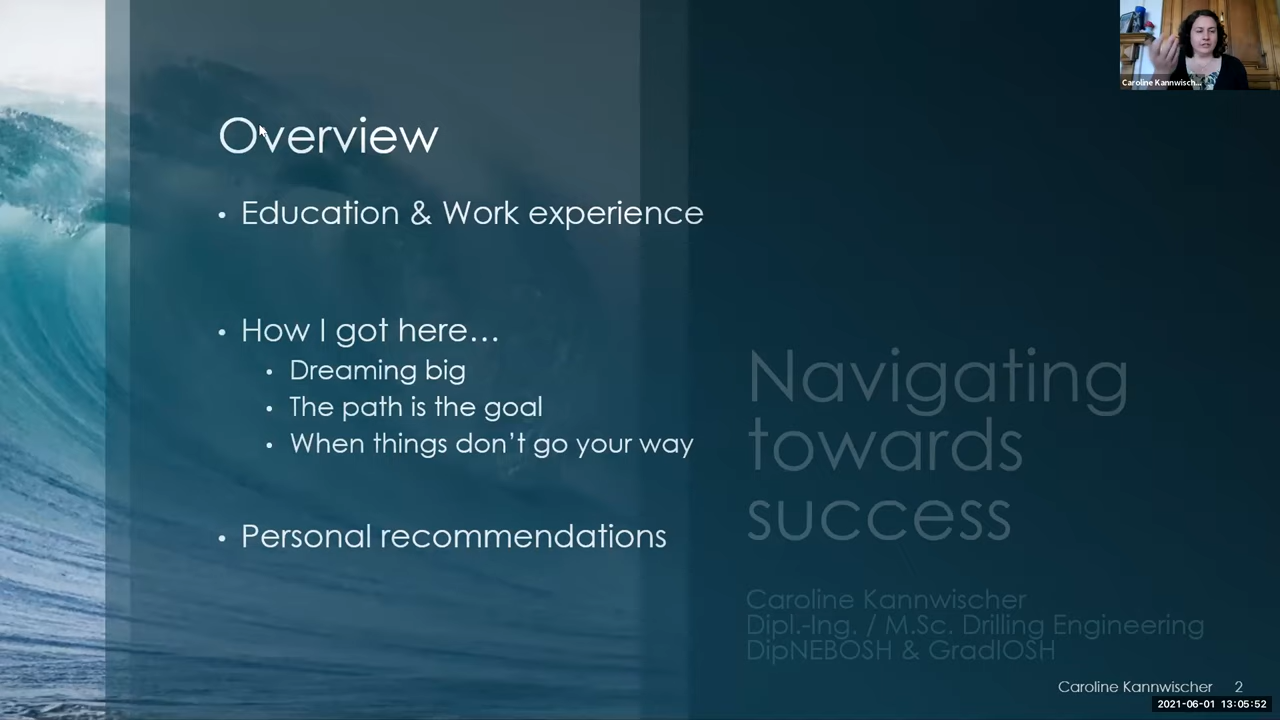 Caroline Kannwisch...
Overview
• Education & Work experience
• How I got here...
• Dreaming big
• The path is the goal
• When things don't go your way
• Personal recommendations
Navigating
towards
success
Caroline Kannwischer
Dipl.-Ing. / M.Sc. Drilling Engineering
DipNEBOSH & GradIOSH
Caroline Kannwischer 2
2021-06-01 13:05:52